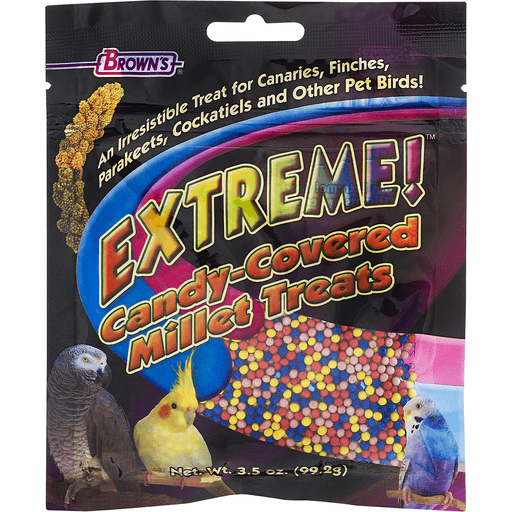 BROWN'S®
An Irresistible Treat for Canaries, Finches,
Parakeets, Cockatiels and Other Pet Birds!
EXTREME!™
Candy-Covered
Millet Treats
Net. Wt. 3.5 oz. (99.2g)